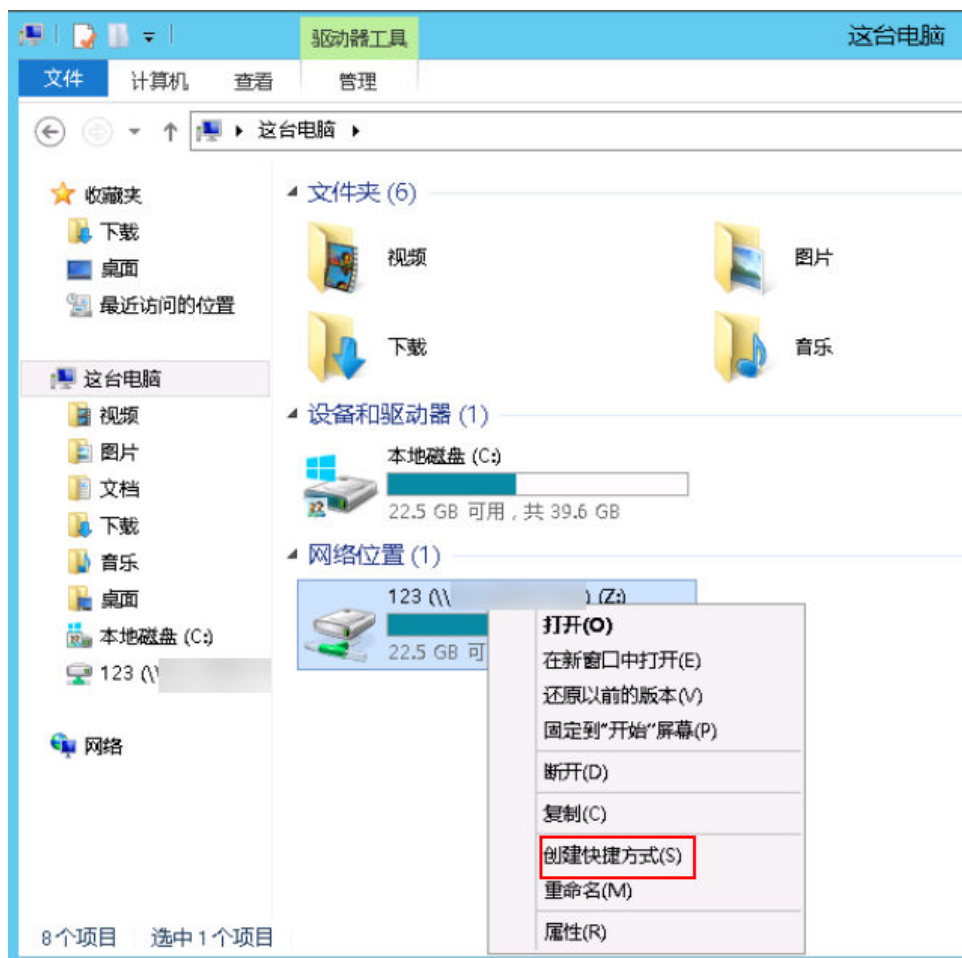 驱动器工具
这台电脑
文件 计算机 查看 管理
这台电脑
收藏夹
下载
桌面
最近访问的位置
这台电脑
视频
图片
文档
下载
音乐
桌面
本地磁盘 (C:)
123 (\\
网络
文件夹 (6)
视频
图片
下载
音乐
设备和驱动器 (1)
本地磁盘 (C:)
22.5 GB 可用，共 39.6 GB
网络位置 (1)
123 (\\ ) (Z:)
22.5 GB 可
打开(O)
在新窗口中打开(E)
还原以前的版本(V)
固定到"开始"屏幕(P)
断开(D)
复制(C)
创建快捷方式(S)
重命名(M)
属性(R)
8个项目 选中1个项目